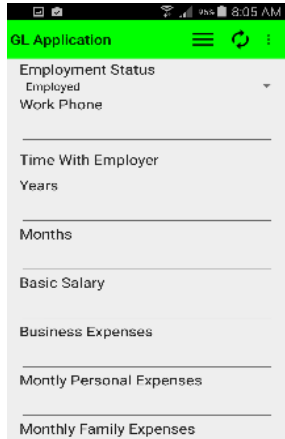 95% 8:05 AM
GL Application
Employment Status
Employed
Work Phone
Time With Employer
Years
Months
Basic Salary
Business Expenses
Montly Personal Expenses
Monthly Family Expenses